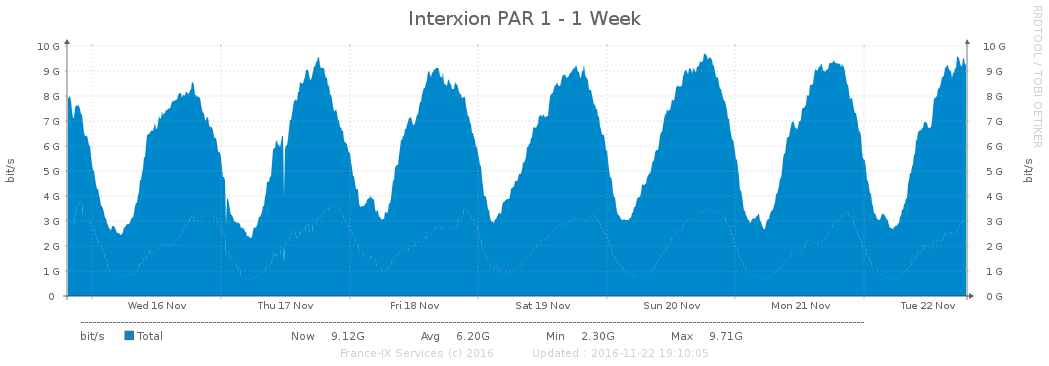 Interxion PAR 1 - 1 Week
RRDTOOL / TOBI OETIKER
bit/s
10 G
9 G
8 G
7 G
6 G
5 G
4 G
3 G
2 G
1 G
0
10 G
9 G
8 G
7 G
6 G
5 G
4 G
3 G
2 G
1 G
0 G
bit/s
Wed 16 Nov Thu 17 Nov Fri 18 Nov Sat 19 Nov Sun 20 Nov Mon 21 Nov Tue 22 Nov
bit/s Total Now 9.12G Avg 6.20G Min 2.30G Max 9.71G
France-IX Services (c) 2016 Updated : 2016-11-22 19:10:05